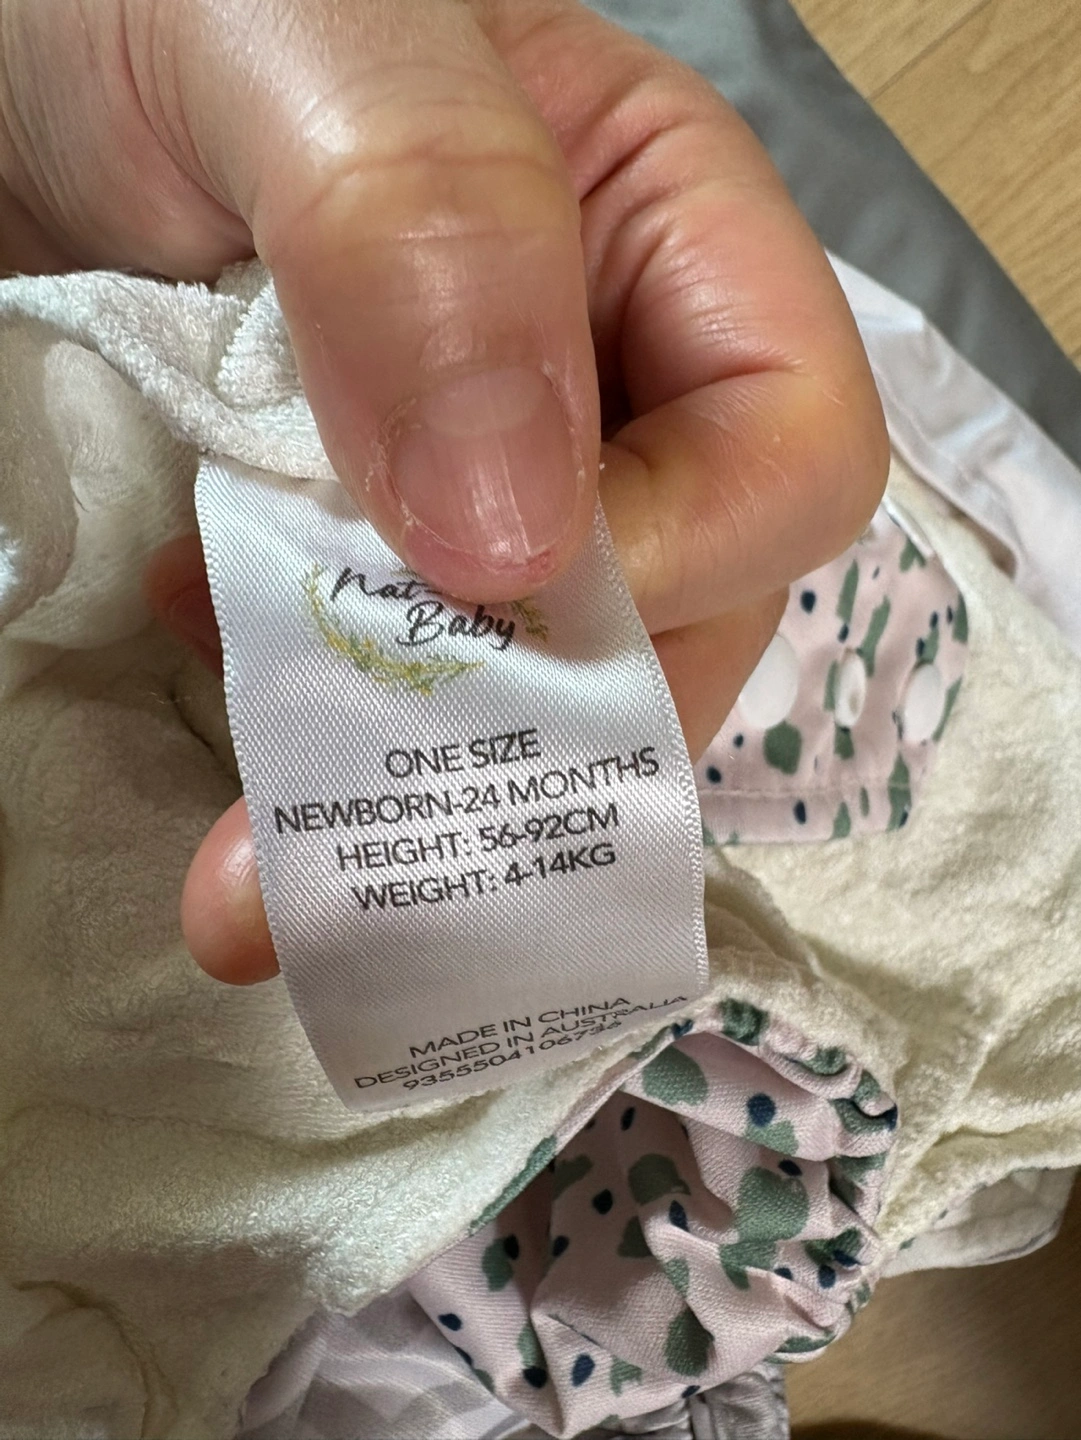 Baby
ONE SIZE
NEWBORN-24 MONTHS
HEIGHT: 56-92CM
WEIGHT: 4-14KG
MADE IN CHINA
DESIGNED IN AUSTRALIA
9355504106736